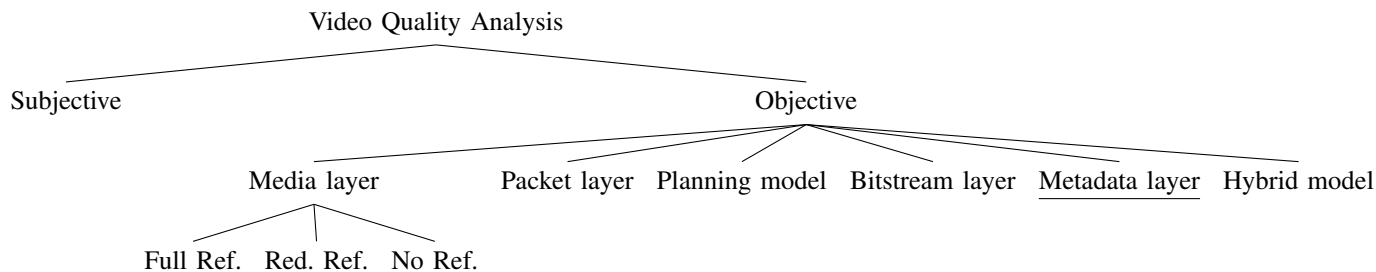 Video Quality Analysis
Subjective Objective
Media layer Packet layer Planning model Bitstream layer Metadata layer Hybrid model
Full Ref. Red. Ref. No Ref.